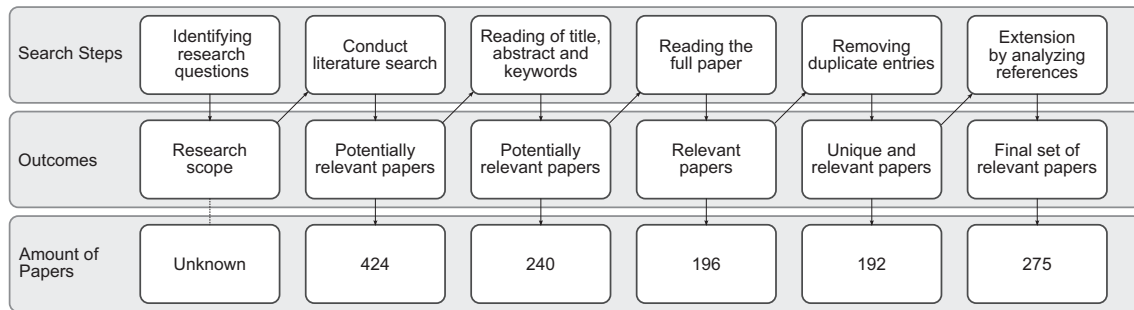 Search Steps
Identifying
research
questions
Conduct
literature search
Reading of title,
abstract and
keywords
Reading the
full paper
Removing
duplicate entries
Extension
by analyzing
references
Outcomes
Research
scope
Potentially
relevant papers
Potentially
relevant papers
Relevant
papers
Unique and
relevant papers
Final set of
relevant papers
Amount of
Papers
Unknown
424
240
196
192
275